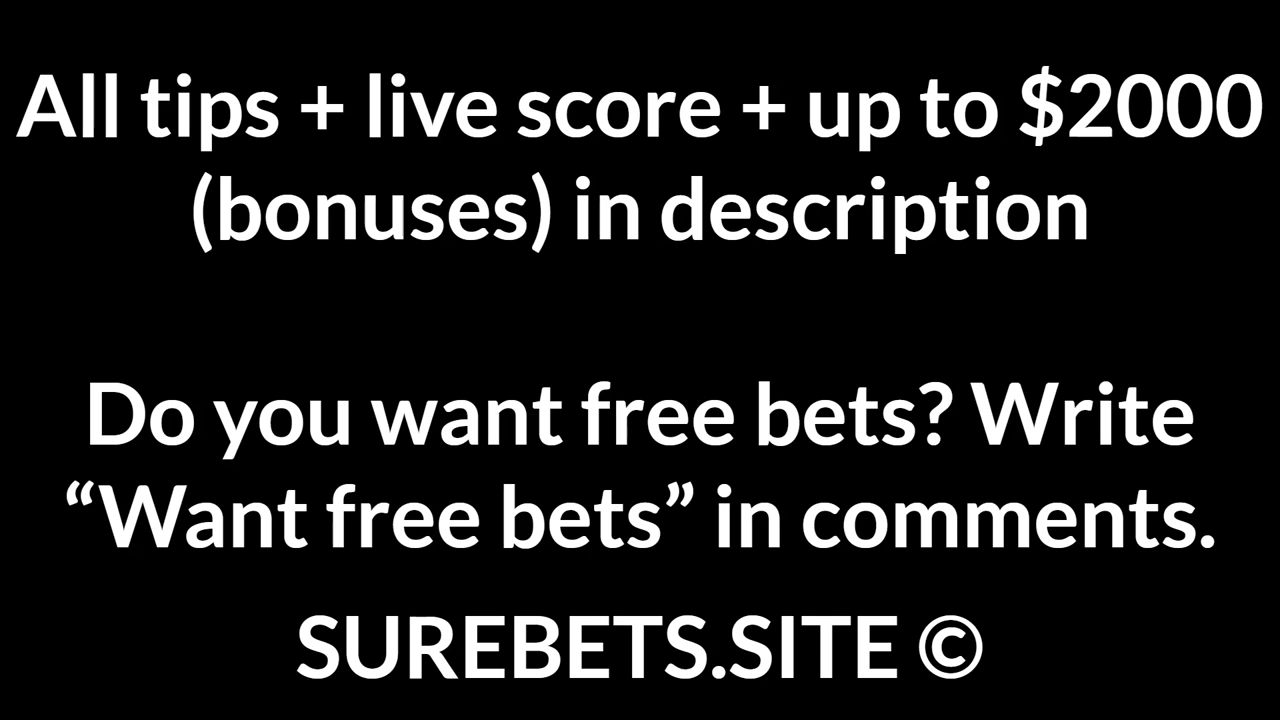 All tips + live score + up to $2000
(bonuses) in description
Do you want free bets? Write
“Want free bets” in comments.
SUREBETS.SITE ©